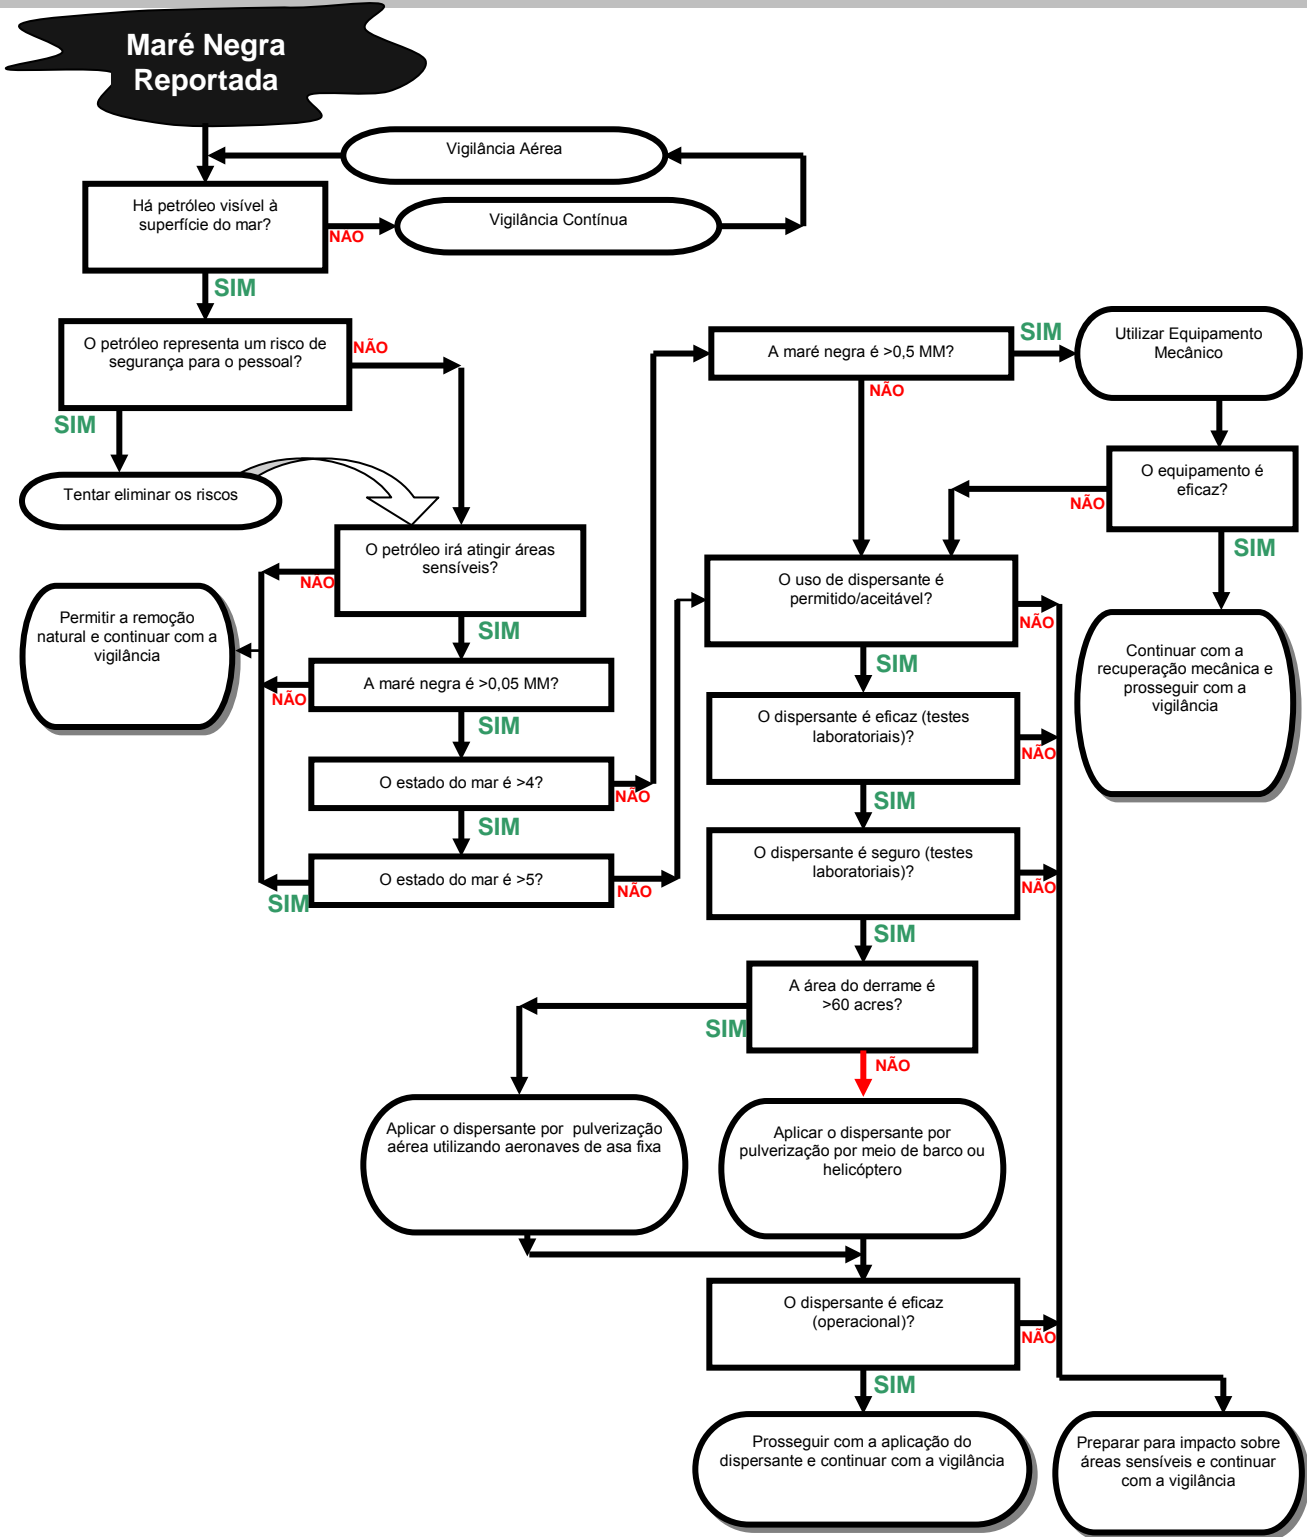 Maré Negra
Reportada
Vigilância Aérea
Há petróleo visível à
superfície do mar?
NÃO
Vigilância Contínua
SIM
O petróleo representa um risco de
segurança para o pessoal?
NÃO
SIM
Tentar eliminar os riscos
O petróleo irá atingir áreas
sensíveis?
NÃO
SIM
Permitir a remoção
natural e continuar com a
vigilância
A maré negra é >0,05 MM?
NÃO
SIM
O estado do mar é >4?
NÃO
SIM
O estado do mar é >5?
NÃO
SIM
A maré negra é >0,5 MM?
SIM
NÃO
Utilizar Equipamento
Mecânico
O equipamento é
eficaz?
NÃO
SIM
Continuar com a
recuperação mecânica e
prosseguir com a
vigilância
O uso de dispersante é
permitido/aceitável?
NÃO
SIM
O dispersante é eficaz (testes
laboratoriais)?
NÃO
SIM
O dispersante é seguro (testes
laboratoriais)?
NÃO
SIM
A área do derrame é
>60 acres?
SIM
NÃO
Aplicar o dispersante por pulverização
aérea utilizando aeronaves de asa fixa
Aplicar o dispersante por
pulverização por meio de barco ou
helicóptero
O dispersante é eficaz
(operacional)?
NÃO
SIM
Prosseguir com a aplicação do
dispersante e continuar com a vigilância
Preparar para impacto sobre
áreas sensíveis e continuar
com a vigilância